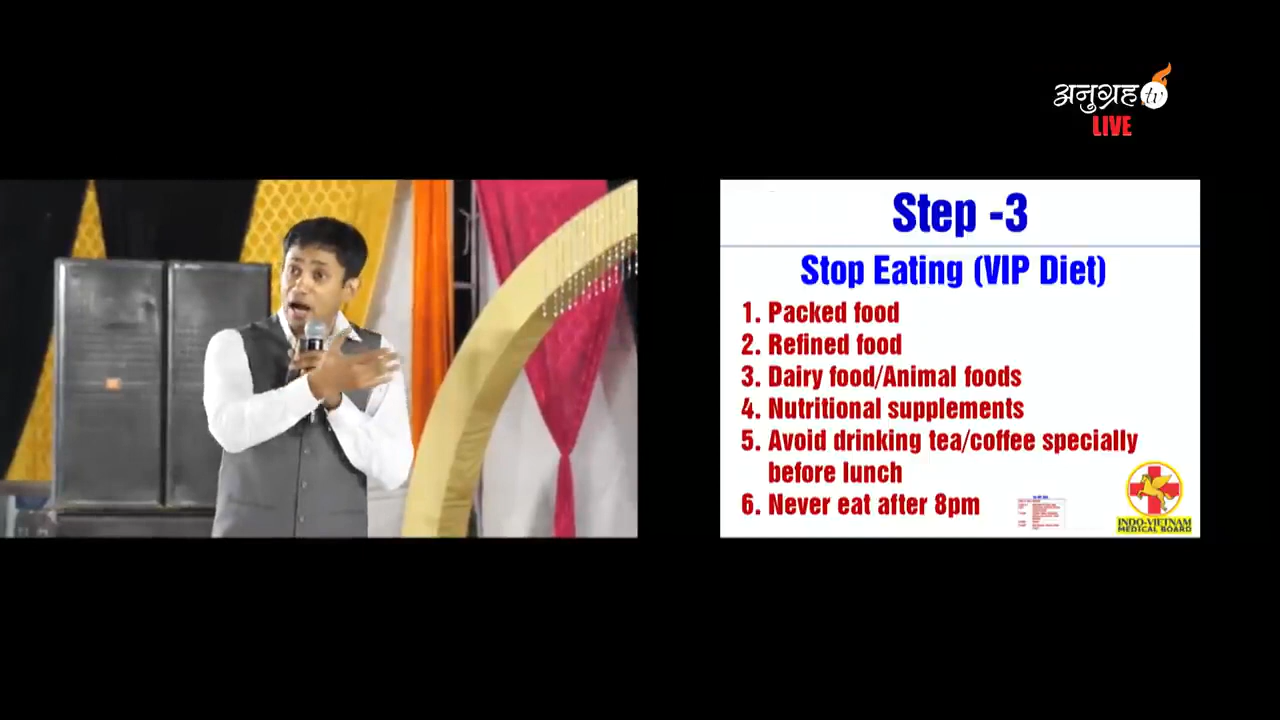 अनुग्रह tv
LIVE
Step -3
Stop Eating (VIP Diet)
1. Packed food
2. Refined food
3. Dairy food/Animal foods
4. Nutritional supplements
5. Avoid drinking tea/coffee specially
before lunch
6. Never eat after 8pm
INDO-VIETNAM
MEDICAL BOARD